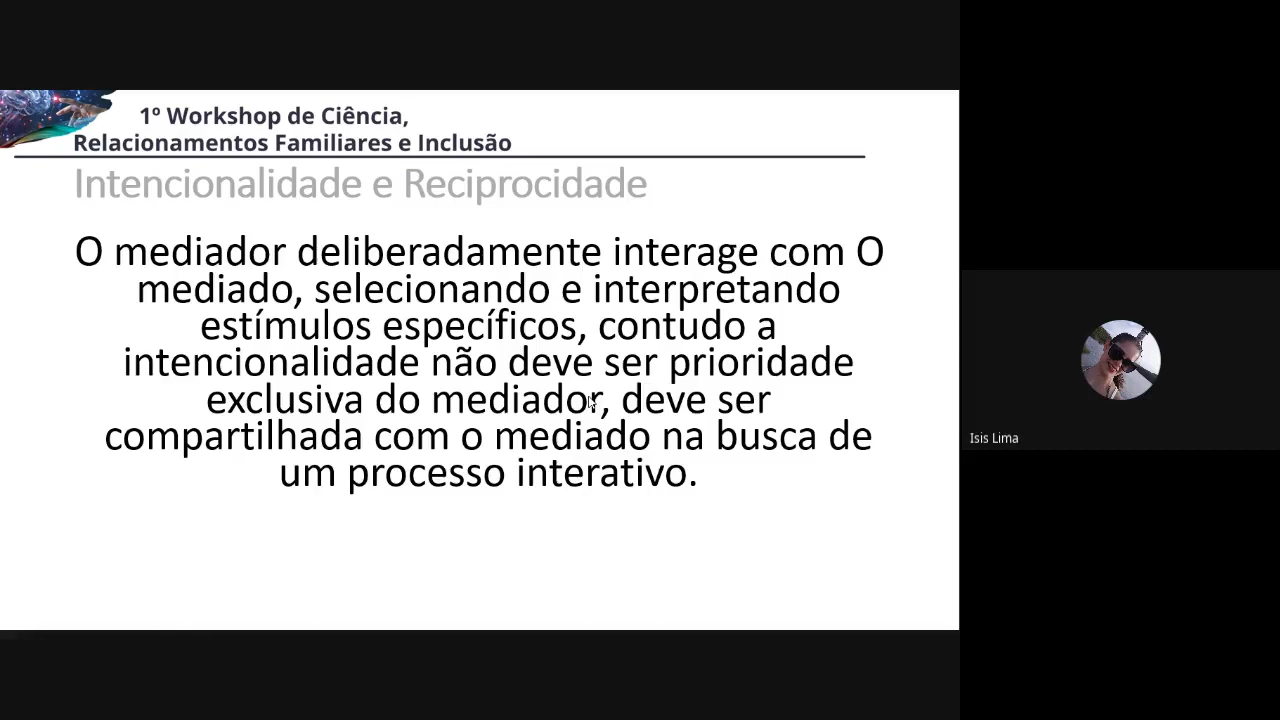 1º Workshop de Ciência,
Relacionamentos Familiares e Inclusão
Intencionalidade e Reciprocidade
O mediador deliberadamente interage com O
mediado, selecionando e interpretando
estímulos específicos, contudo a
intencionalidade não deve ser prioridade
exclusiva do mediador, deve ser
compartilhada com o mediado na busca de
um processo interativo.
Isis Lima